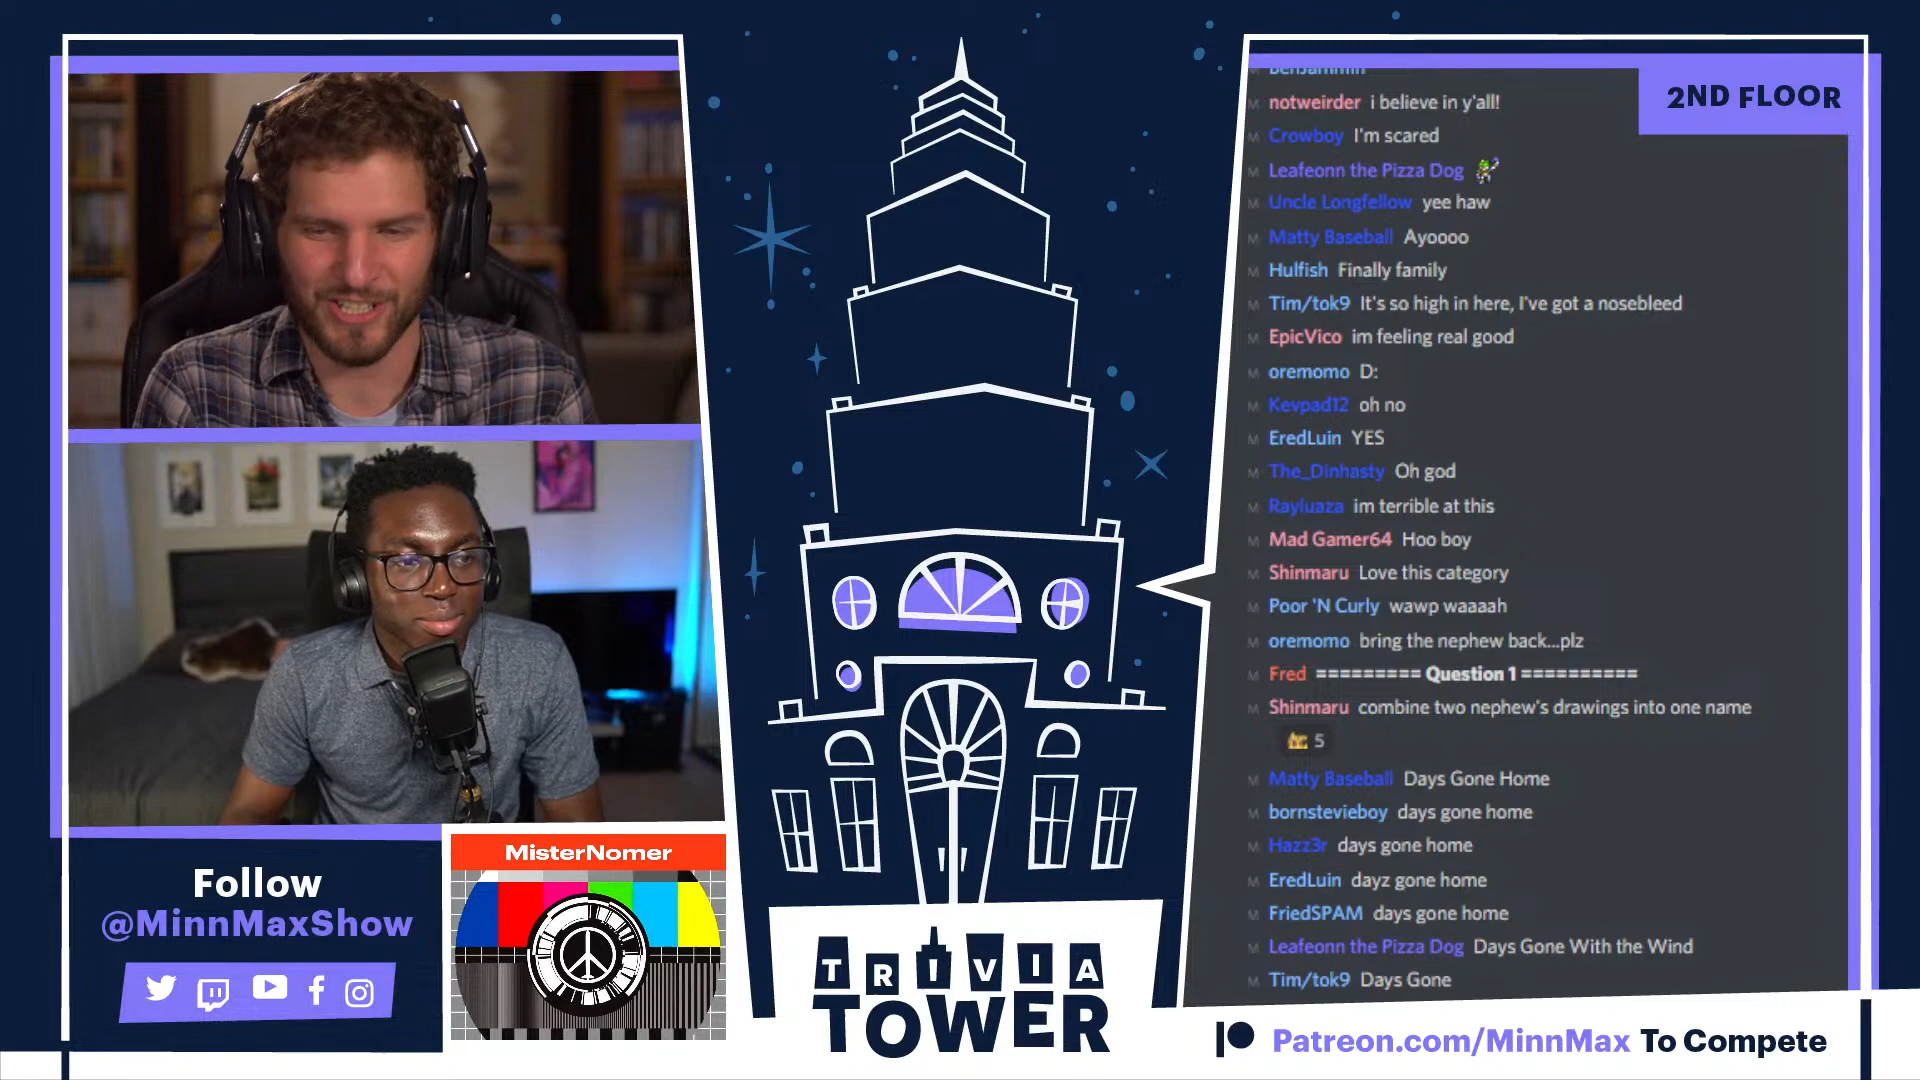 2ND FLOOR
Benjammin
notweirder i believe in y'all!
Crowboy I'm scared
Leafeonn the Pizza Dog
Uncle Longfellow yee haw
Matty Baseball Ayoooo
Hulfish Finally family
Tim/tok9 It's so high in here, I've got a nosebleed
EpicVico im feeling real good
oremomo D:
Kevpad12 oh no
EredLuin YES
The_Dinhasty Oh god
Rayluaza im terrible at this
Mad Gamer64 Hoo boy
Shinmaru Love this category
Poor 'N Curly wawp waaaah
oremomo bring the nephew back...plz
Fred ========= Question 1 ==========
Shinmaru combine two nephew's drawings into one name
5
Matty Baseball Days Gone Home
bornstevieboy days gone home
Hazz3r days gone home
EredLuin dayz gone home
FriedSPAM days gone home
Leafeonn the Pizza Dog Days Gone With the Wind
Tim/tok9 Days Gone
Follow
@MinnMaxShow
MisterNomer
TRIVIA
TOWER
Patreon.com/MinnMax To Compete